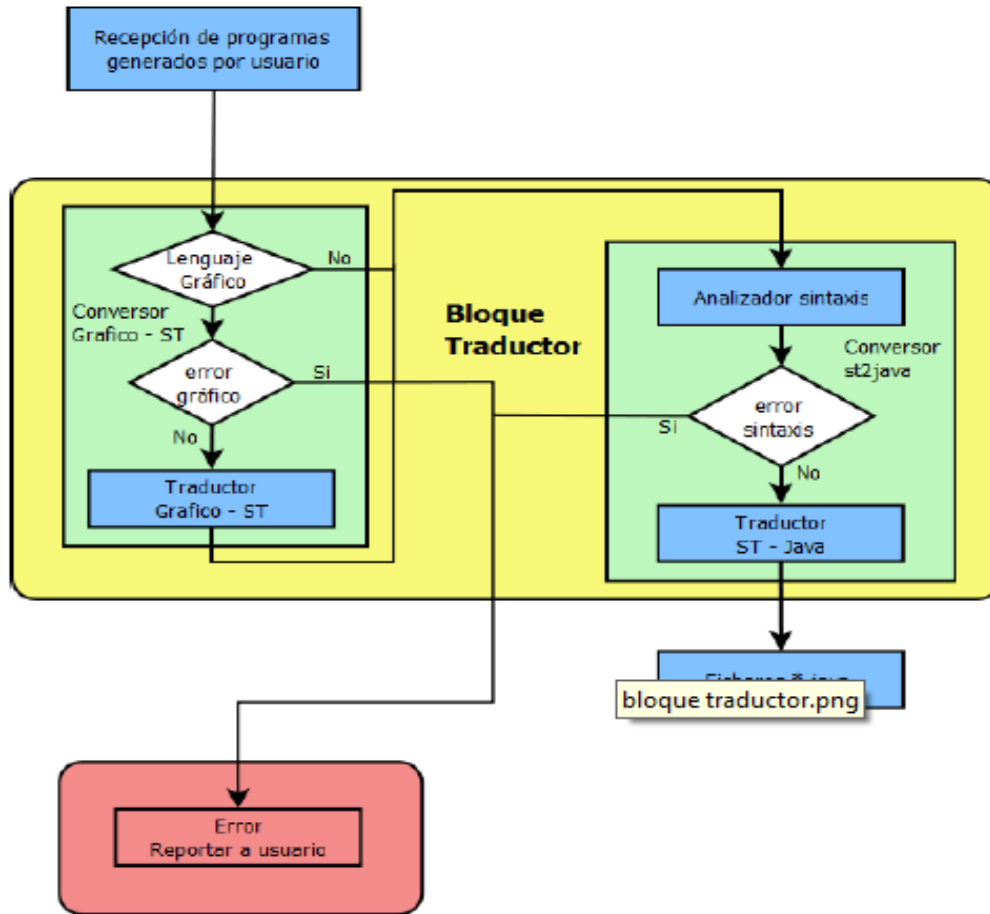 Recepción de programas
generados por usuario
Lenguaje
Gráfico
No
Conversor
Grafico - ST
error
gráfico
Si
No
Traductor
Grafico - ST
Bloque
Traductor
Analizador sintaxis
Conversor
st2java
error
sintaxis
Si
No
Traductor
ST - Java
bloque traductor.png
Error
Reportar a usuario